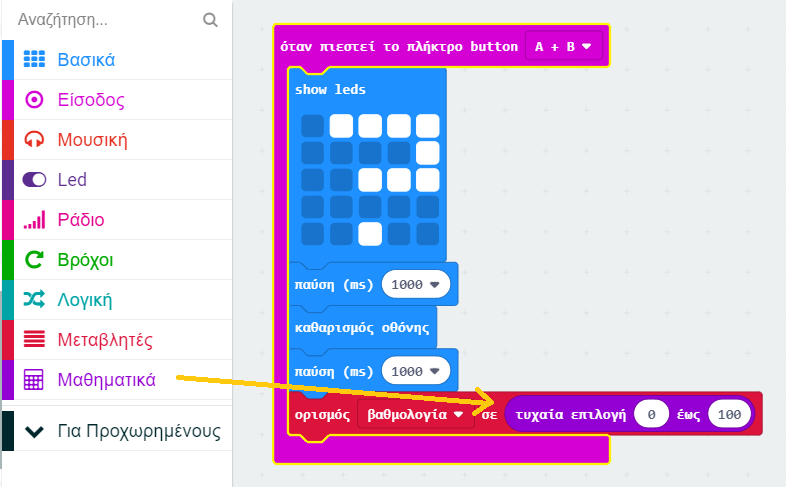 Αναζήτηση...
Βασικά
Είσοδος
Μουσική
Led
Ράδιο
Βρόχοι
Λογική
Μεταβλητές
Μαθηματικά
Για Προχωρημένους
όταν πιεστεί το πλήκτρο button A + B
show leds
παύση (ms) 1000
καθαρισμός οθόνης
παύση (ms) 1000
ορισμός βαθμολογία σε τυχαία επιλογή 0 έως 100